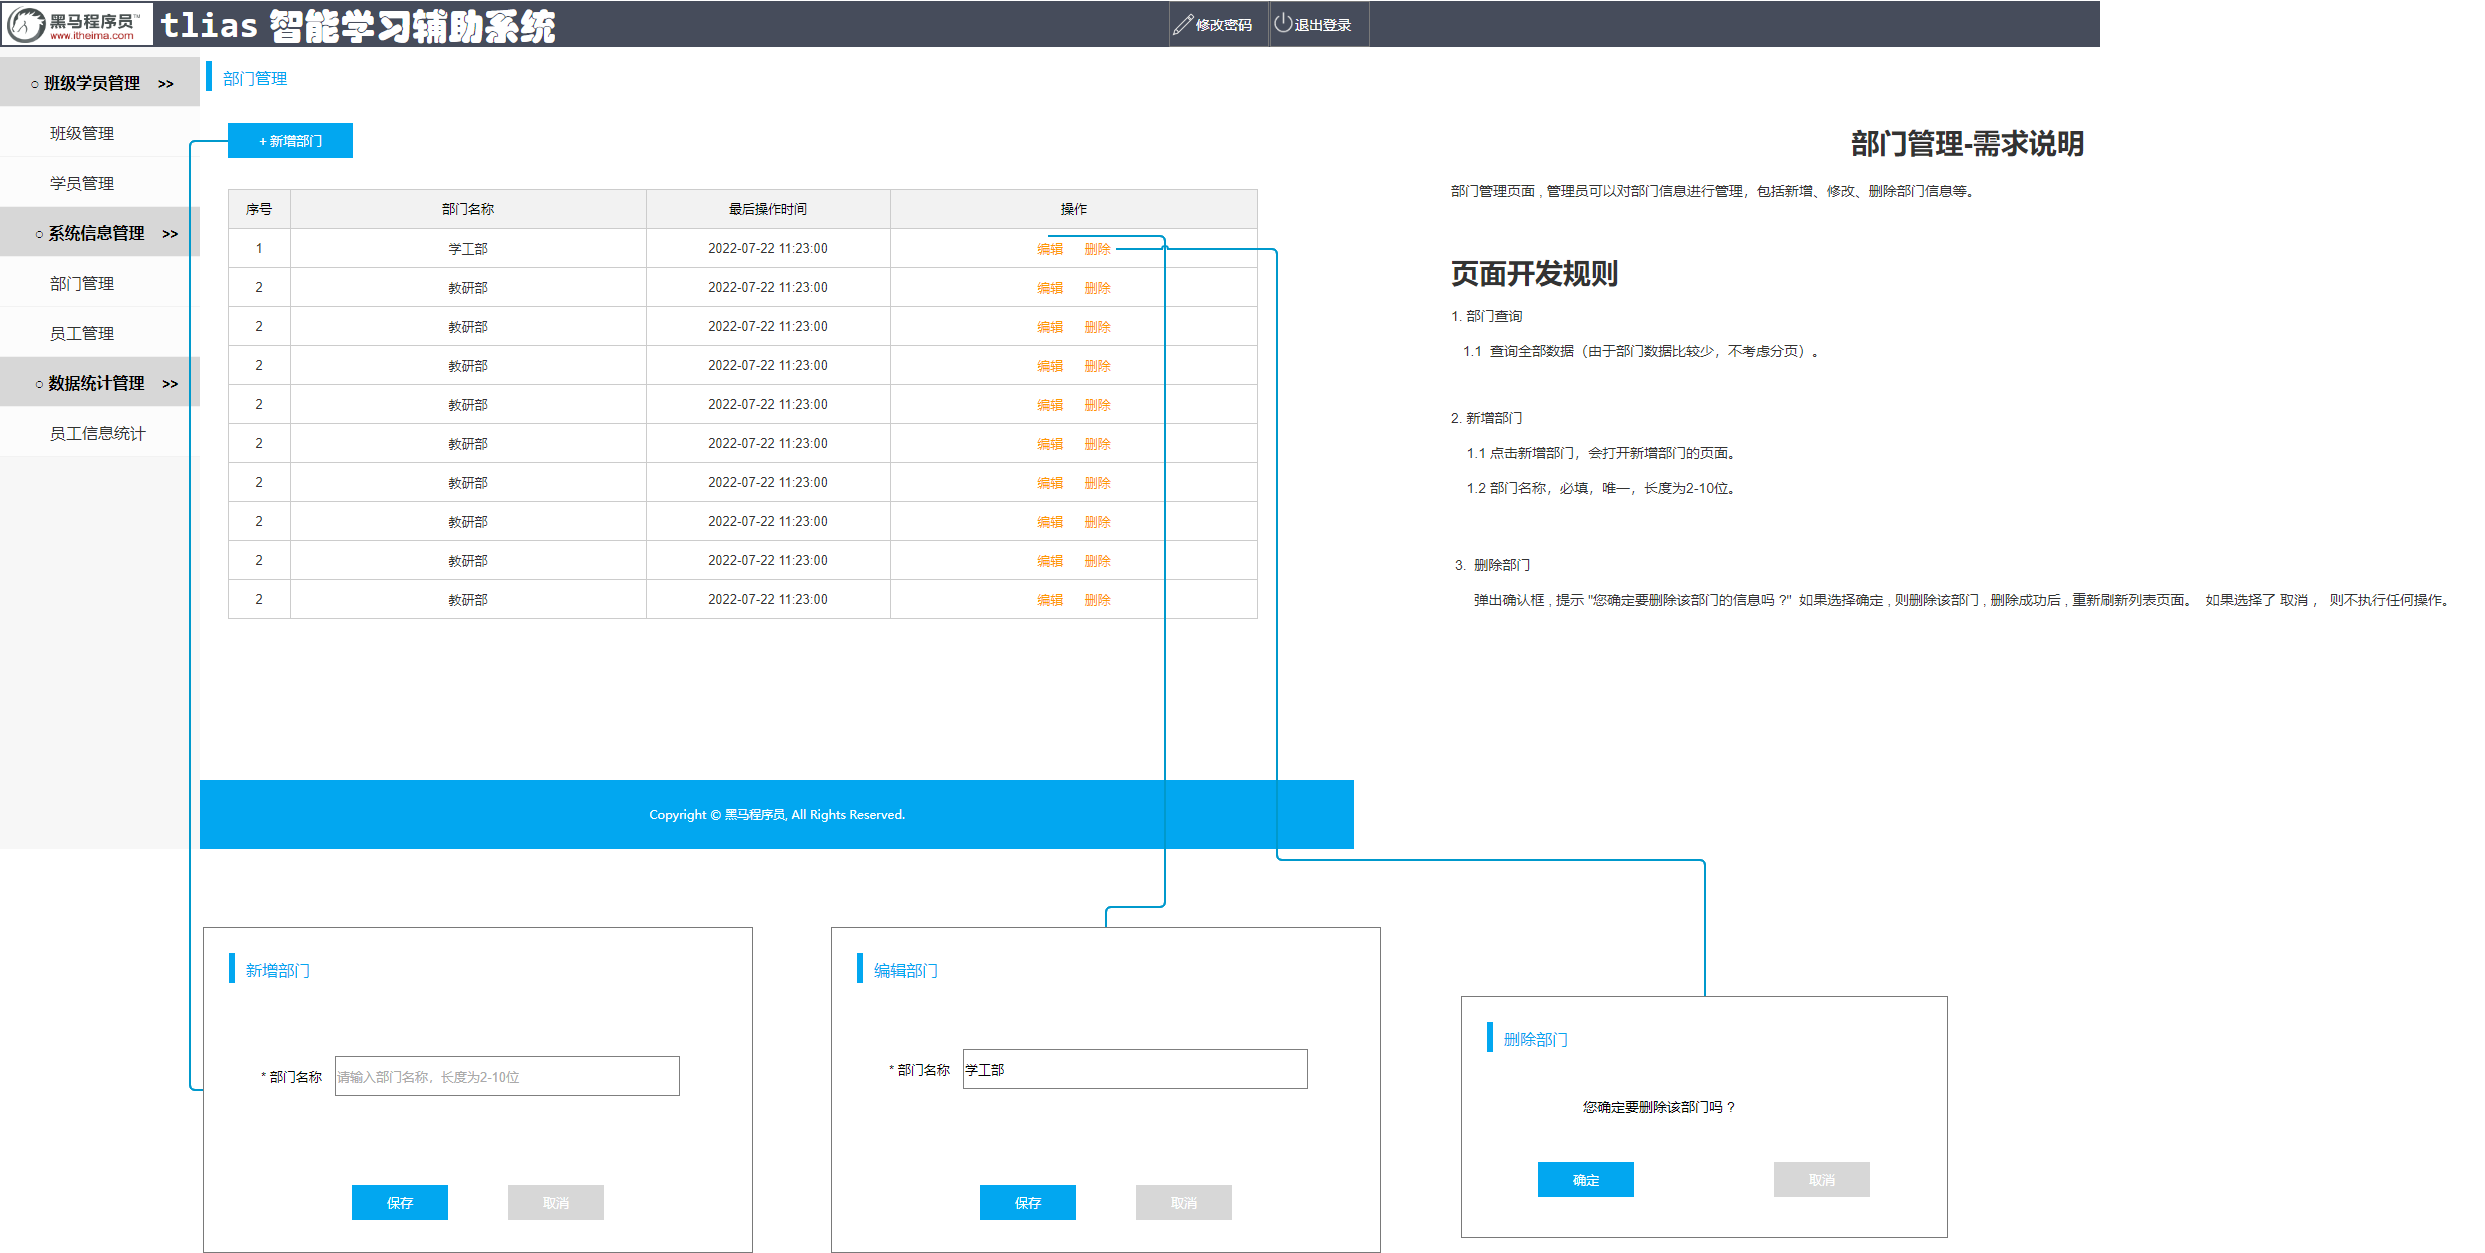 黑马程序员™
www.itheima.com
tlias 智能学习辅助系统
修改密码
退出登录
○ 班级学员管理 >>
班级管理
学员管理
○ 系统信息管理 >>
部门管理
员工管理
○ 数据统计管理 >>
员工信息统计
部门管理
+ 新增部门
序号 部门名称 最后操作时间 操作
1 学工部 2022-07-22 11:23:00 编辑 删除
2 教研部 2022-07-22 11:23:00 编辑 删除
2 教研部 2022-07-22 11:23:00 编辑 删除
2 教研部 2022-07-22 11:23:00 编辑 删除
2 教研部 2022-07-22 11:23:00 编辑 删除
2 教研部 2022-07-22 11:23:00 编辑 删除
2 教研部 2022-07-22 11:23:00 编辑 删除
2 教研部 2022-07-22 11:23:00 编辑 删除
2 教研部 2022-07-22 11:23:00 编辑 删除
2 教研部 2022-07-22 11:23:00 编辑 删除
Copyright © 黑马程序员, All Rights Reserved.
部门管理-需求说明
部门管理页面 , 管理员可以对部门信息进行管理，包括新增、修改、删除部门信息等。
页面开发规则
1. 部门查询
1.1 查询全部数据（由于部门数据比较少，不考虑分页）。
2. 新增部门
1.1 点击新增部门，会打开新增部门的页面。
1.2 部门名称，必填，唯一，长度为2-10位。
3. 删除部门
弹出确认框 , 提示 "您确定要删除该部门的信息吗 ?" 如果选择确定 , 则删除该部门 , 删除成功后 , 重新刷新列表页面。 如果选择了 取消 ， 则不执行任何操作。
新增部门
* 部门名称 请输入部门名称，长度为2-10位
保存 取消
编辑部门
* 部门名称 学工部
保存 取消
删除部门
您确定要删除该部门吗 ?
确定 取消